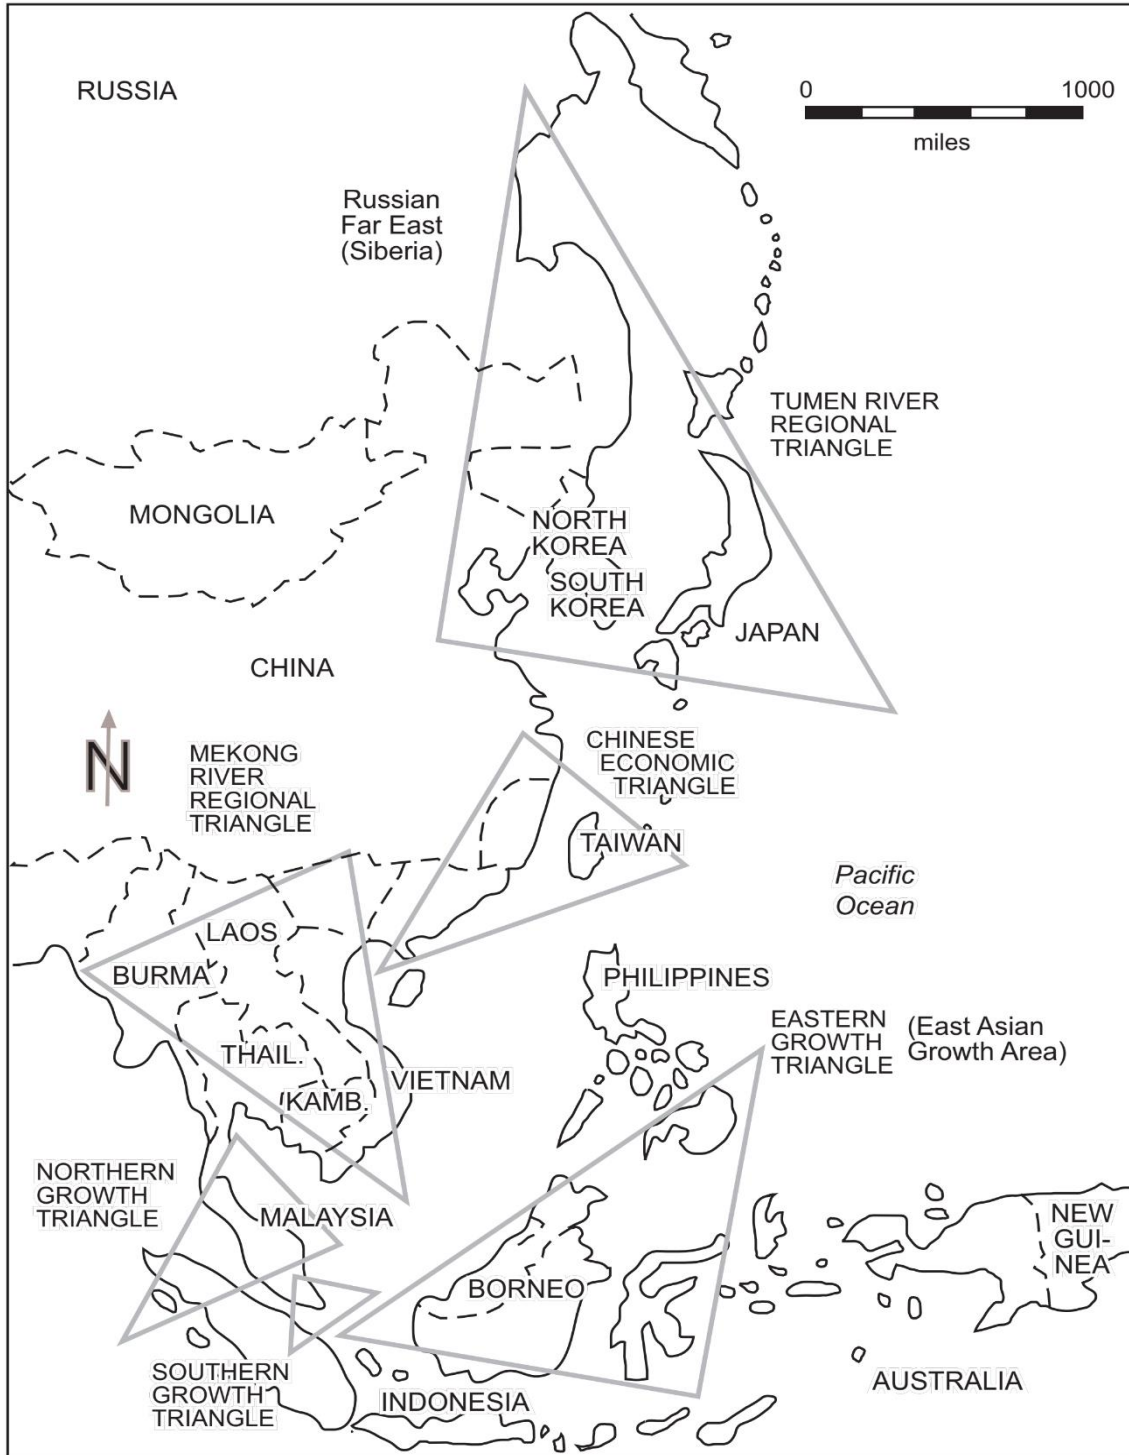 RUSSIA
0 1000
miles
Russian
Far East
(Siberia)
TUMEN RIVER
REGIONAL
TRIANGLE
MONGOLIA
NORTH
KOREA
SOUTH
KOREA
JAPAN
CHINA
N
MEKONG
RIVER
REGIONAL
TRIANGLE
CHINESE
ECONOMIC
TRIANGLE
TAIWAN
Pacific
Ocean
LAOS
BURMA
PHILIPPINES
EASTERN
GROWTH
TRIANGLE
(East Asian
Growth Area)
THAIL.
VIETNAM
KAMB.
NORTHERN
GROWTH
TRIANGLE
MALAYSIA
NEW
GUI-
NEA
BORNEO
SOUTHERN
GROWTH
TRIANGLE
INDONESIA
AUSTRALIA